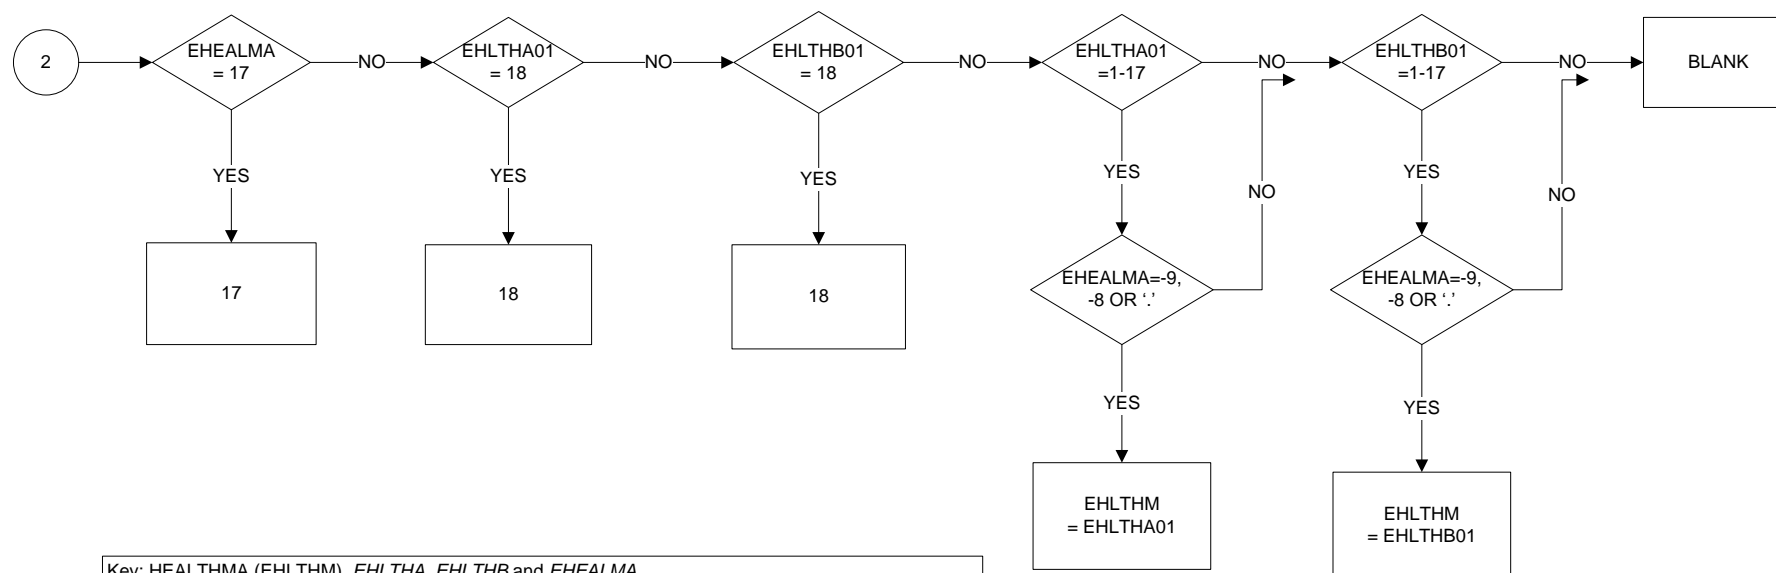 2
EHEALMA
= 17
NO
EHLTHA01
= 18
NO
EHLTHB01
= 18
NO
EHLTHA01
=1-17
NO
EHLTHB01
=1-17
NO
BLANK
YES
YES
YES
YES
NO
YES
NO
17
18
18
EHEALMA=-9,
-8 OR ‘.’
EHEALMA=-9,
-8 OR ‘.’
YES
YES
EHLTHM
= EHLTHA01
EHLTHM
= EHLTHB01
Key: HEALTHMA (EHLTHM), EHLTHA, EHLTHB and EHEALMA